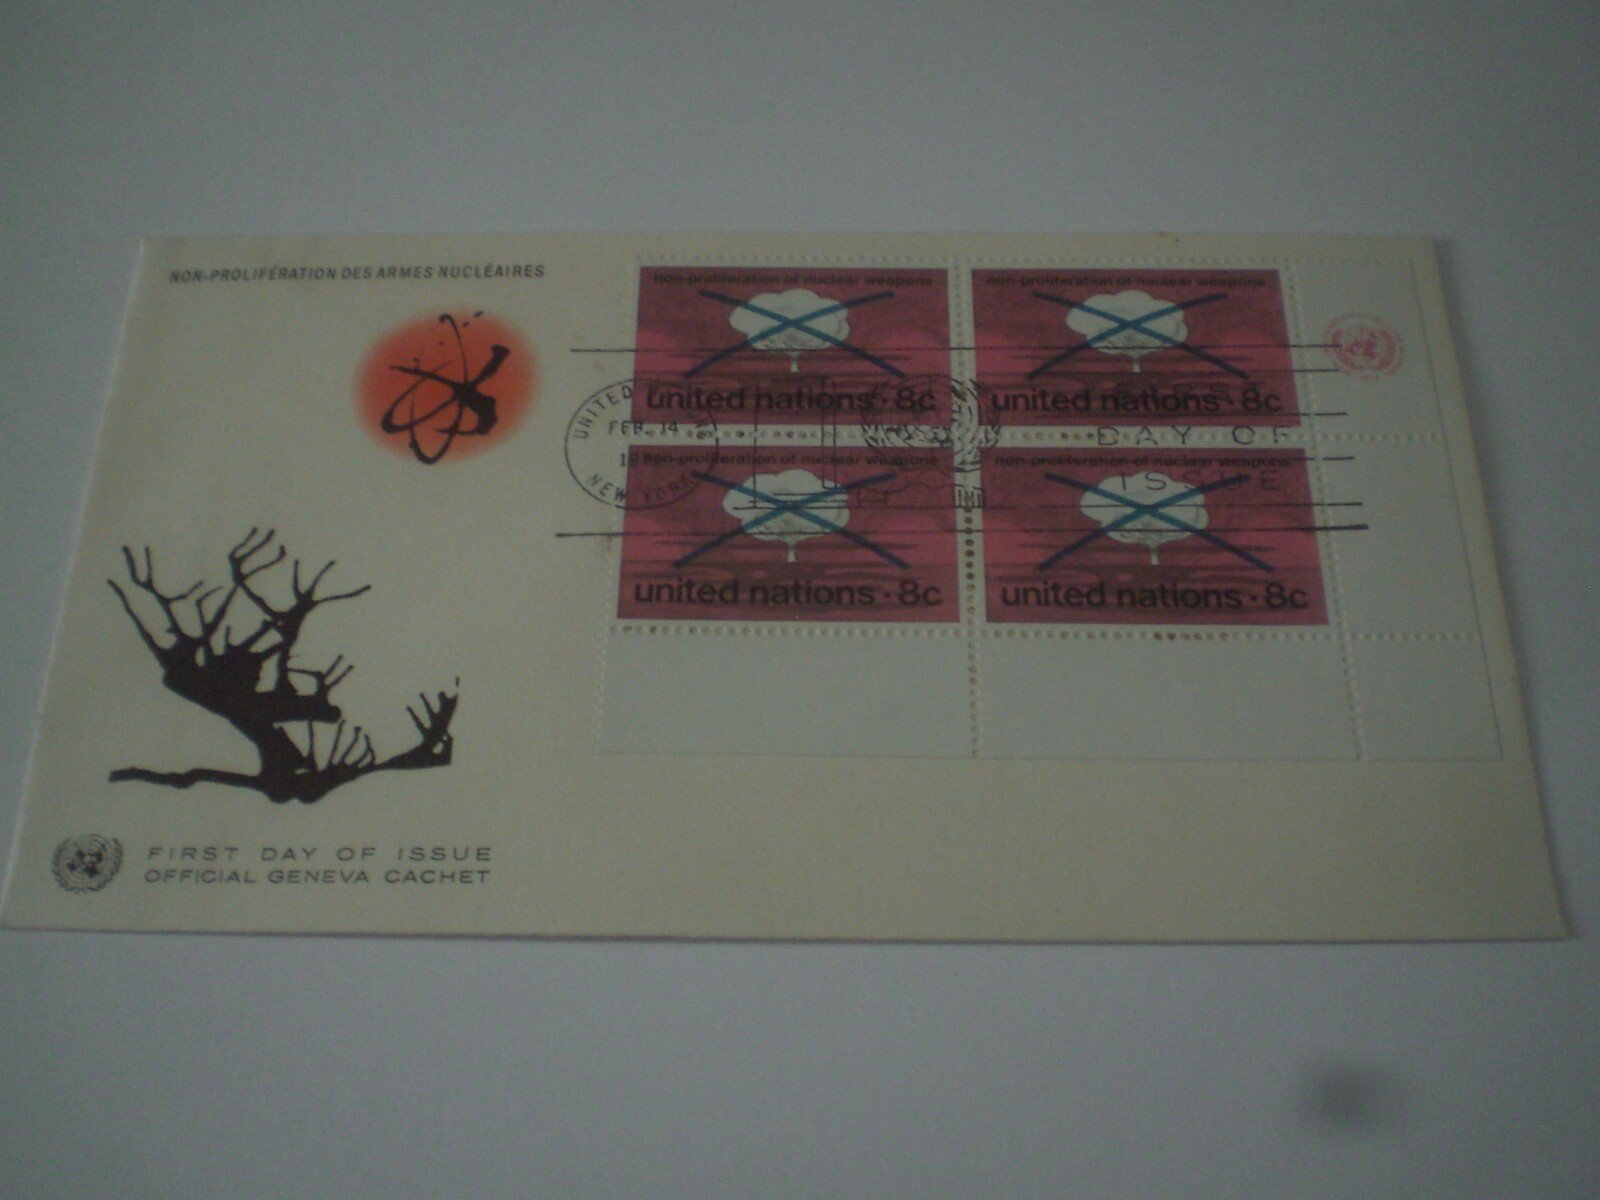 NON-PROLIFÉRATION DES ARMES NUCLÉAIRES
non-proliferation of nuclear weapons
united nations · 8c
non-proliferation of nuclear weapons
united nations · 8c
non-proliferation of nuclear weapons
united nations · 8c
non-proliferation of nuclear weapons
united nations · 8c
UNITED
FEB. 14
NEW YORK
FIRST
DAY OF
ISSUE
FIRST DAY OF ISSUE
OFFICIAL GENEVA CACHET